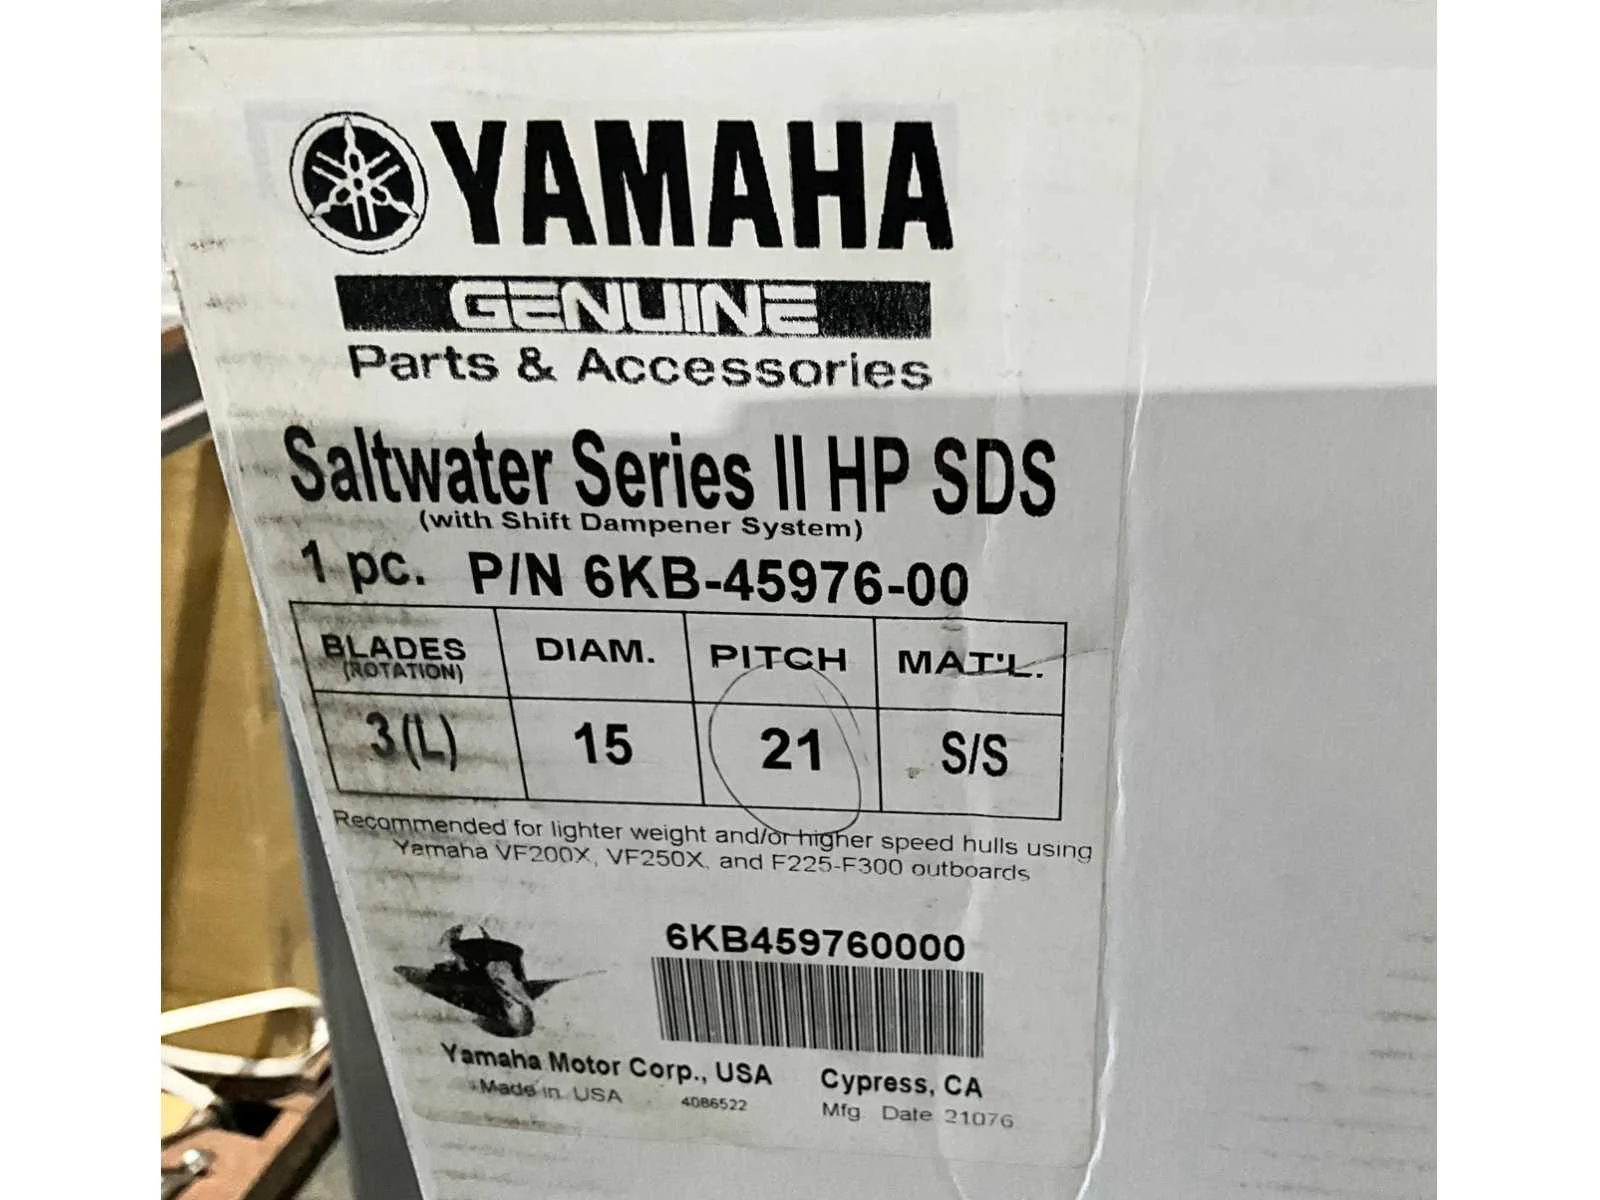 YAMAHA
GENUINE
Parts & Accessories
Saltwater Series II HP SDS
(with Shift Dampener System)
1 pc. P/N 6KB-45976-00
BLADES DIAM. PITCH MAT'L.
(ROTATION)
3 (L) 15 21 S/S
Recommended for lighter weight and/or higher speed hulls using
Yamaha VF200X, VF250X, and F225-F300 outboards
6KB459760000
Yamaha Motor Corp., USA Cypress, CA
Made in USA 4086522 Mfg Date 21076